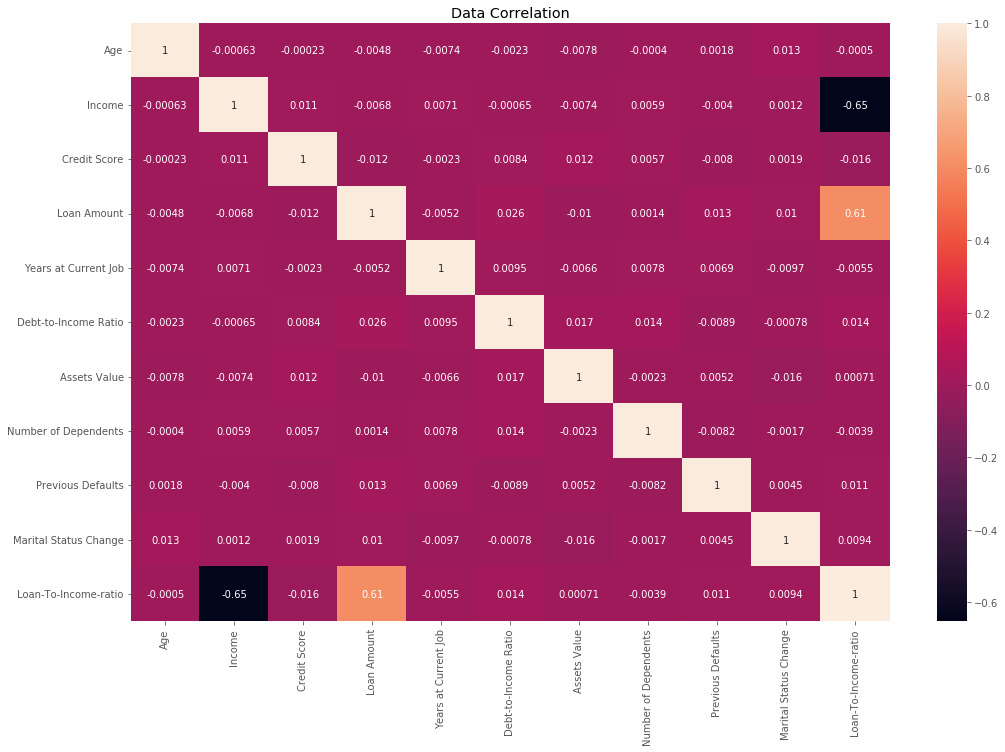 Data Correlation
Age 1 -0.00063 -0.00023 -0.0048 -0.0074 -0.0023 -0.0078 -0.0004 0.0018 0.013 -0.0005
Income -0.00063 1 0.011 -0.0068 0.0071 -0.00065 -0.0074 0.0059 -0.004 0.0012 -0.65
Credit Score -0.00023 0.011 1 -0.012 -0.0023 0.0084 0.012 0.0057 -0.008 0.0019 -0.016
Loan Amount -0.0048 -0.0068 -0.012 1 -0.0052 0.026 -0.01 0.0014 0.013 0.01 0.61
Years at Current Job -0.0074 0.0071 -0.0023 -0.0052 1 0.0095 -0.0066 0.0078 0.0069 -0.0097 -0.0055
Debt-to-Income Ratio -0.0023 -0.00065 0.0084 0.026 0.0095 1 0.017 0.014 -0.0089 -0.00078 0.014
Assets Value -0.0078 -0.0074 0.012 -0.01 -0.0066 0.017 1 -0.0023 0.0052 -0.016 0.00071
Number of Dependents -0.0004 0.0059 0.0057 0.0014 0.0078 0.014 -0.0023 1 -0.0082 -0.0017 -0.0039
Previous Defaults 0.0018 -0.004 -0.008 0.013 0.0069 -0.0089 0.0052 -0.0082 1 0.0045 0.011
Marital Status Change 0.013 0.0012 0.0019 0.01 -0.0097 -0.00078 -0.016 -0.0017 0.0045 1 0.0094
Loan-To-Income-ratio -0.0005 -0.65 -0.016 0.61 -0.0055 0.014 0.00071 -0.0039 0.011 0.0094 1
Age
Income
Credit Score
Loan Amount
Years at Current Job
Debt-to-Income Ratio
Assets Value
Number of Dependents
Previous Defaults
Marital Status Change
Loan-To-Income-ratio
1.0
0.8
0.6
0.4
0.2
0.0
−0.2
−0.4
−0.6